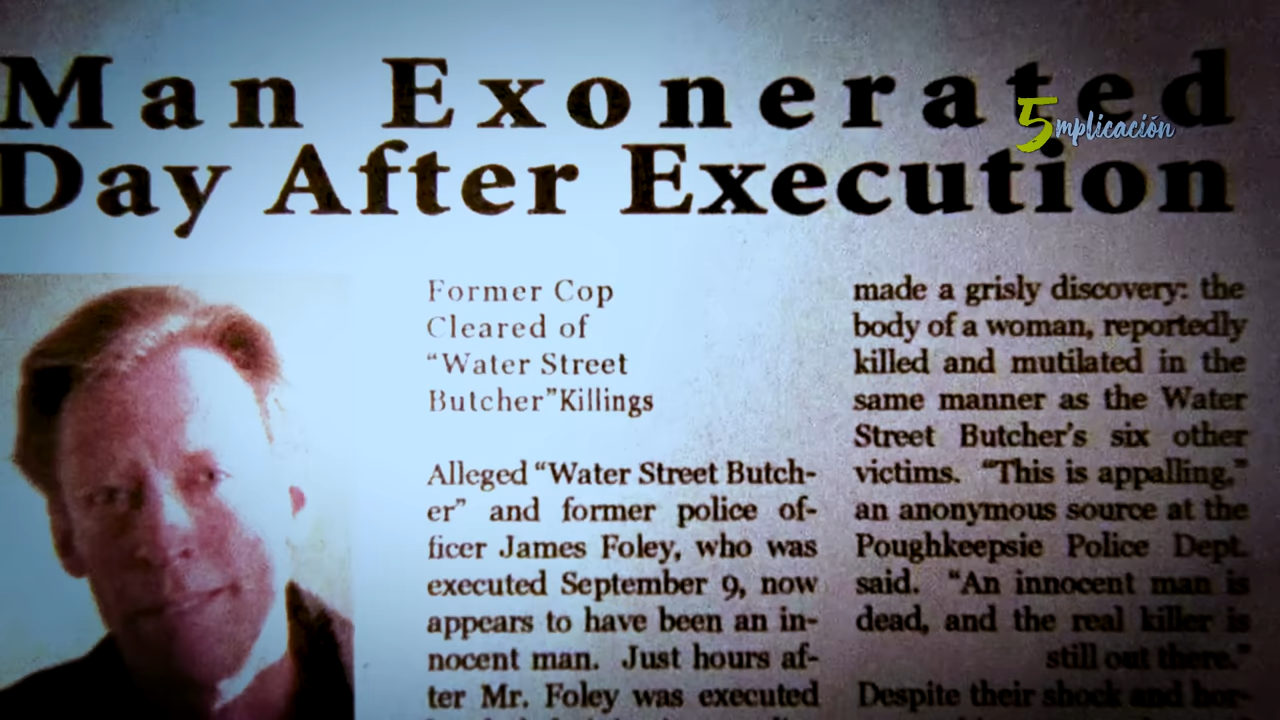 Man Exonerated
5mplicación
Day After Execution
Former Cop
Cleared of
“Water Street
Butcher”Killings
Alleged “Water Street Butch-
er” and former police of-
ficer James Foley, who was
executed September 9, now
appears to have been an in-
nocent man. Just hours af-
ter Mr. Foley was executed
made a grisly discovery: the
body of a woman, reportedly
killed and mutilated in the
same manner as the Water
Street Butcher’s six other
victims. “This is appalling,”
an anonymous source at the
Poughkeepsie Police Dept.
said. “An innocent man is
dead, and the real killer is
still out there.”
Despite their shock and hor-